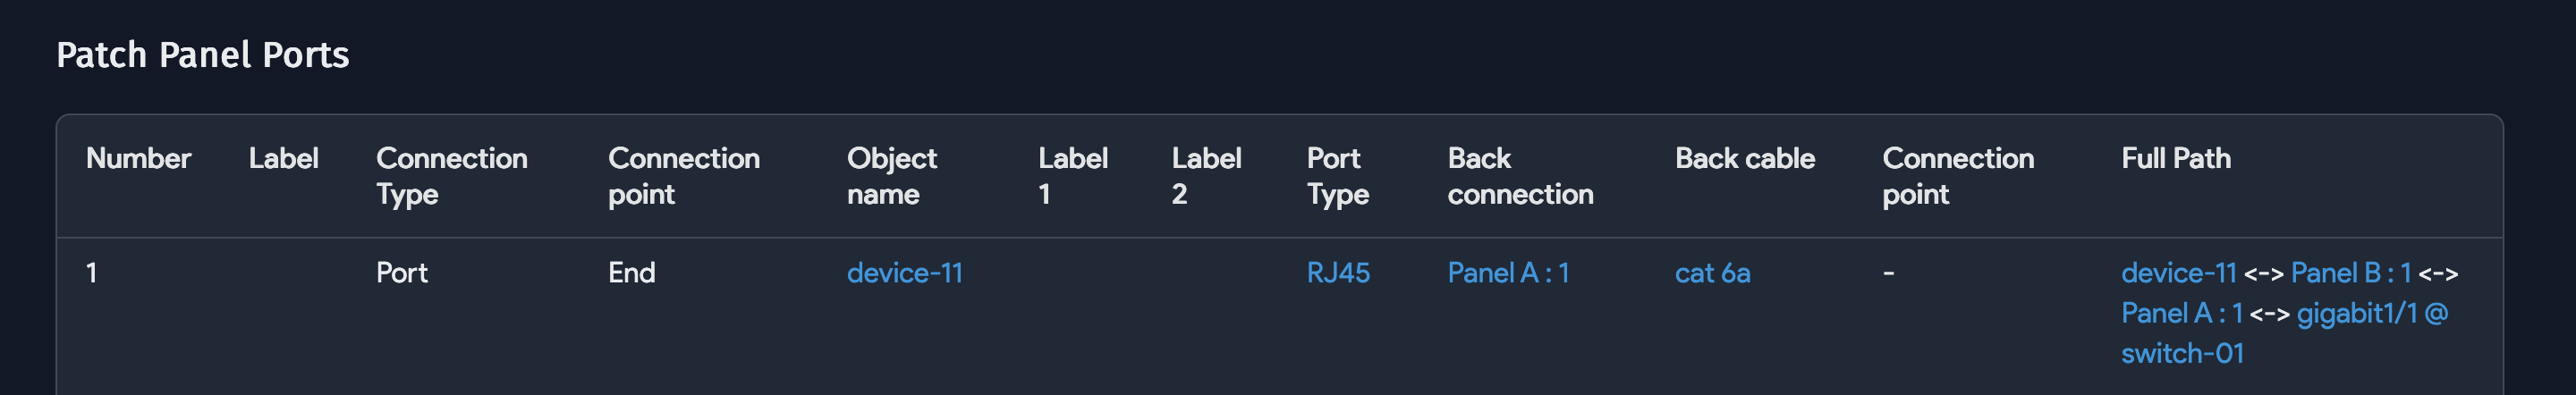 Patch Panel Ports
Number Label Connection Type Connection point Object name Label 1 Label 2 Port Type Back connection Back cable Connection point Full Path
1 Port End device-11 RJ45 Panel A : 1 cat 6a - device-11 <-> Panel B : 1 <->
Panel A : 1 <-> gigabit1/1 @
switch-01